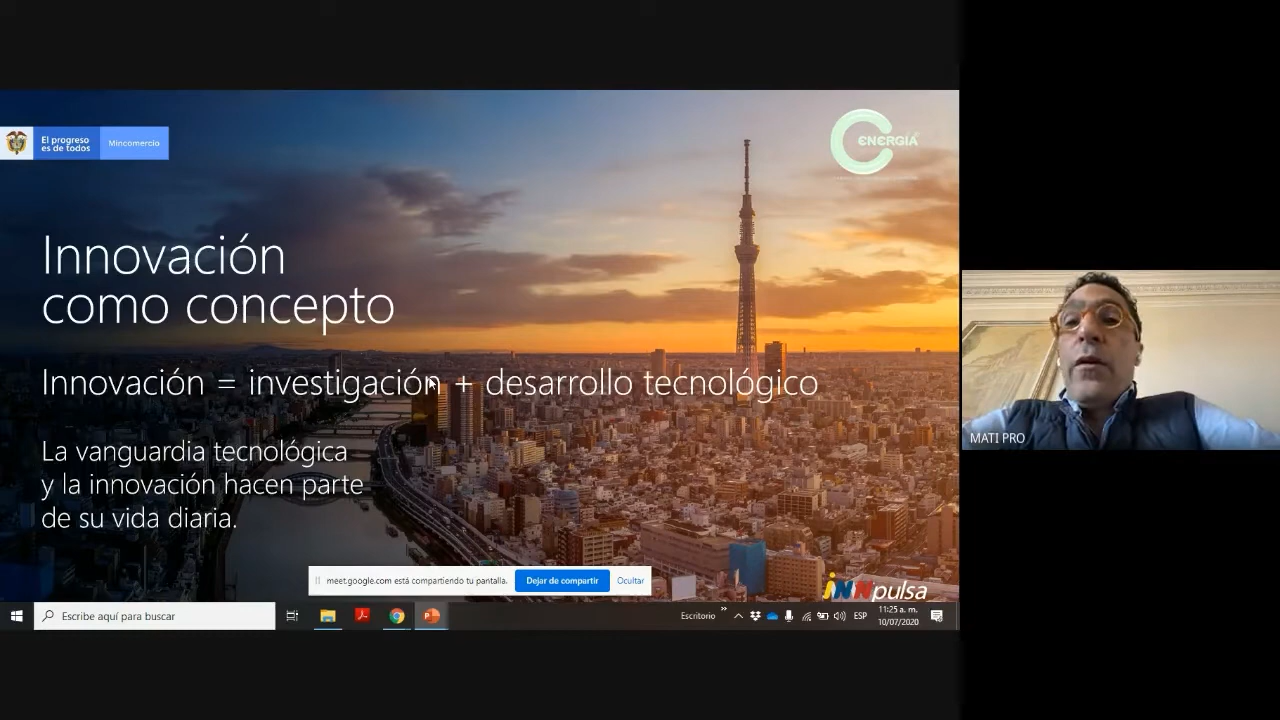 El progreso
es de todos
Mincomercio
ENERGIA
Innovación
como concepto
Innovación = investigación + desarrollo tecnológico
La vanguardia tecnológica
y la innovación hacen parte
de su vida diaria.
MATI PRO
meet.google.com está compartiendo tu pantalla.
Dejar de compartir
Ocultar
iNNpulsa
Escribe aquí para buscar
Escritorio
ESP
11:25 a. m.
10/07/2020